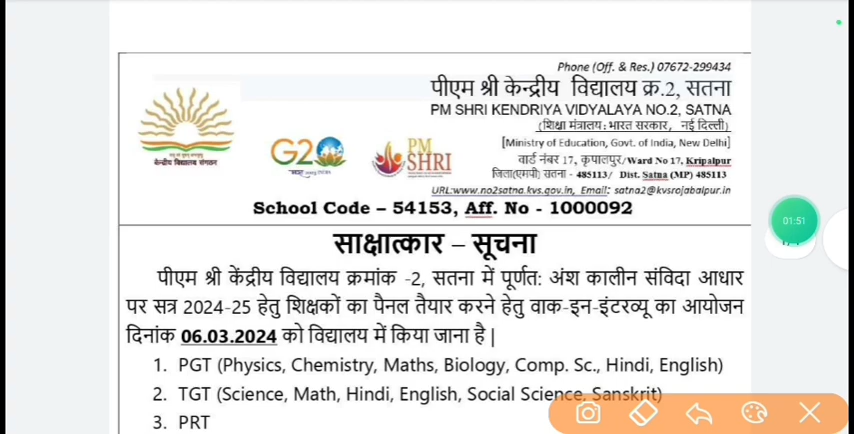 Phone (Off. & Res.) 07672-299434
पीएम श्री केन्द्रीय विद्यालय क्र.2, सतना
PM SHRI KENDRIYA VIDYALAYA NO.2, SATNA
(शिक्षा मंत्रालय: भारत सरकार, नई दिल्ली)
[Ministry of Education, Govt. of India, New Delhi]
वार्ड नंबर 17, कृपालपुर/Ward No 17, Kripalpur
जिला(एमपी) सतना - 485113/ Dist. Satna (MP) 485113
URL:www.no2satna.kvs.gov.in, Email: satna2@kvsrojabalpur.in
केन्द्रीय विद्यालय संगठन
G20
PM
SHRI
School Code – 54153, Aff. No - 1000092
01:51
साक्षात्कार – सूचना
पीएम श्री केंद्रीय विद्यालय क्रमांक -2, सतना में पूर्णत: अंश कालीन संविदा आधार
पर सत्र 2024-25 हेतु शिक्षकों का पैनल तैयार करने हेतु वाक-इन-इंटरव्यू का आयोजन
दिनांक 06.03.2024 को विद्यालय में किया जाना है |
1. PGT (Physics, Chemistry, Maths, Biology, Comp. Sc., Hindi, English)
2. TGT (Science, Math, Hindi, English, Social Science, Sanskrit)
3. PRT